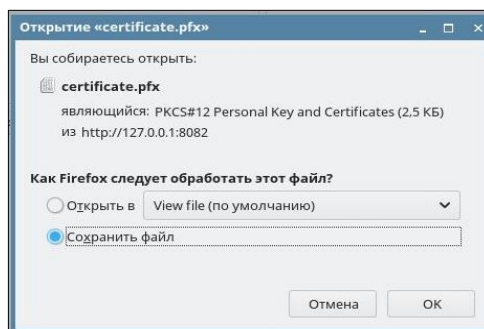 Открытие «certificate.pfx»
Вы собираетесь открыть:
certificate.pfx
являющийся: PKCS#12 Personal Key and Certificates (2,5 КБ)
из http://127.0.0.1:8082
Как Firefox следует обработать этот файл?
Открыть в View file (по умолчанию)
Сохранить файл
Отмена OK